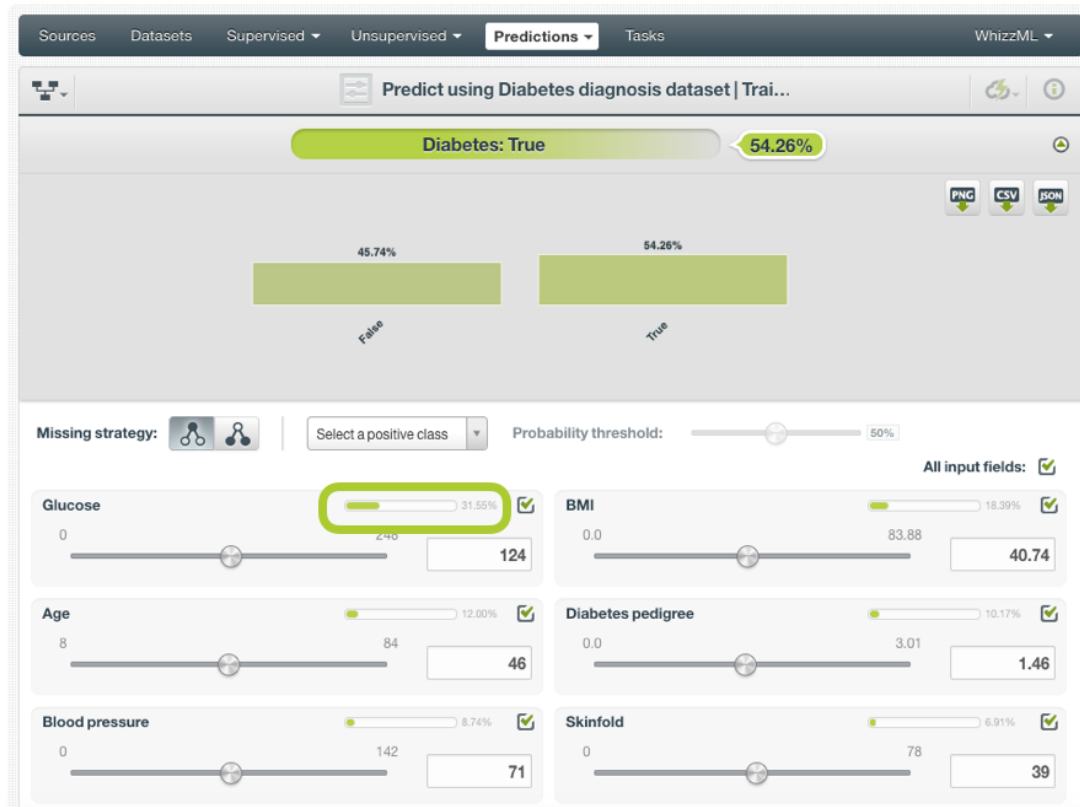 Sources Datasets Supervised Unsupervised Predictions Tasks WhizzML
Predict using Diabetes diagnosis dataset | Trai...
Diabetes: True 54.26%
PNG CSV JSON
45.74% 54.26%
False True
Missing strategy: Select a positive class Probability threshold: 50%
All input fields:
Glucose 31.55% BMI 18.39%
0 248 0.0 83.88
124 40.74
Age 12.00% Diabetes pedigree 10.17%
8 84 0.0 3.01
46 1.46
Blood pressure 8.74% Skinfold 6.91%
0 142 0 78
71 39